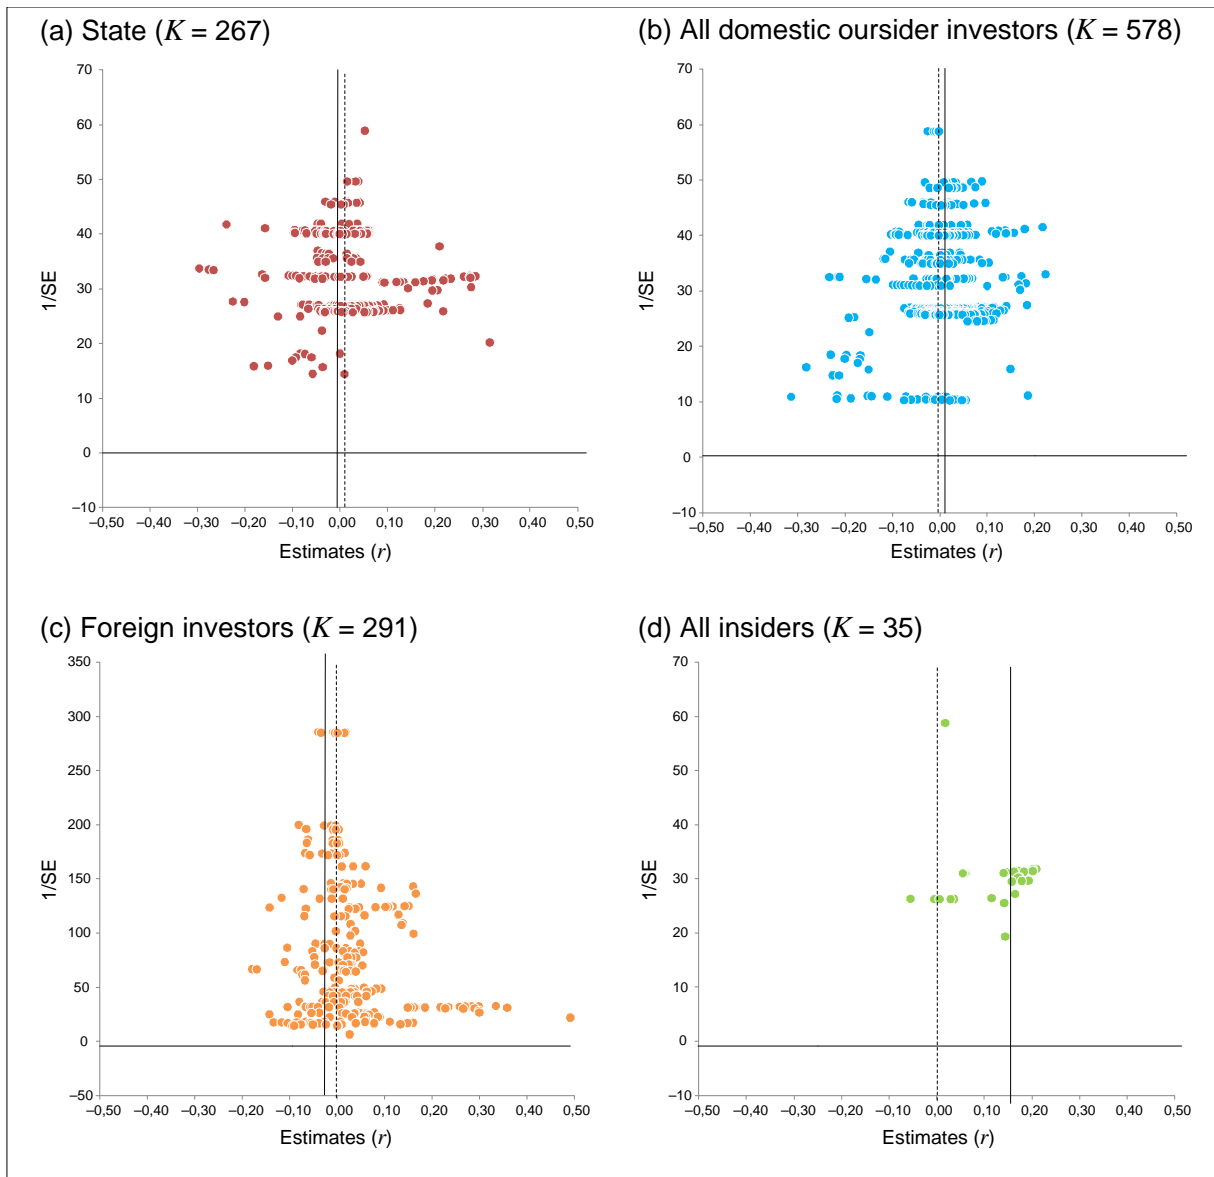 (a) State (K = 267)
70
60
50
40
30
20
10
0
–10
1/SE
–0,50 –0,40 –0,30 –0,20 –0,10 0,00 0,10 0,20 0,30 0,40 0,50
Estimates (r)
(b) All domestic oursider investors (K = 578)
70
60
50
40
30
20
10
0
–10
1/SE
–0,50 –0,40 –0,30 –0,20 –0,10 0,00 0,10 0,20 0,30 0,40 0,50
Estimates (r)
(c) Foreign investors (K = 291)
350
300
250
200
150
100
50
0
–50
1/SE
–0,50 –0,40 –0,30 –0,20 –0,10 0,00 0,10 0,20 0,30 0,40 0,50
Estimates (r)
(d) All insiders (K = 35)
70
60
50
40
30
20
10
0
–10
1/SE
–0,50 –0,40 –0,30 –0,20 –0,10 0,00 0,10 0,20 0,30 0,40 0,50
Estimates (r)